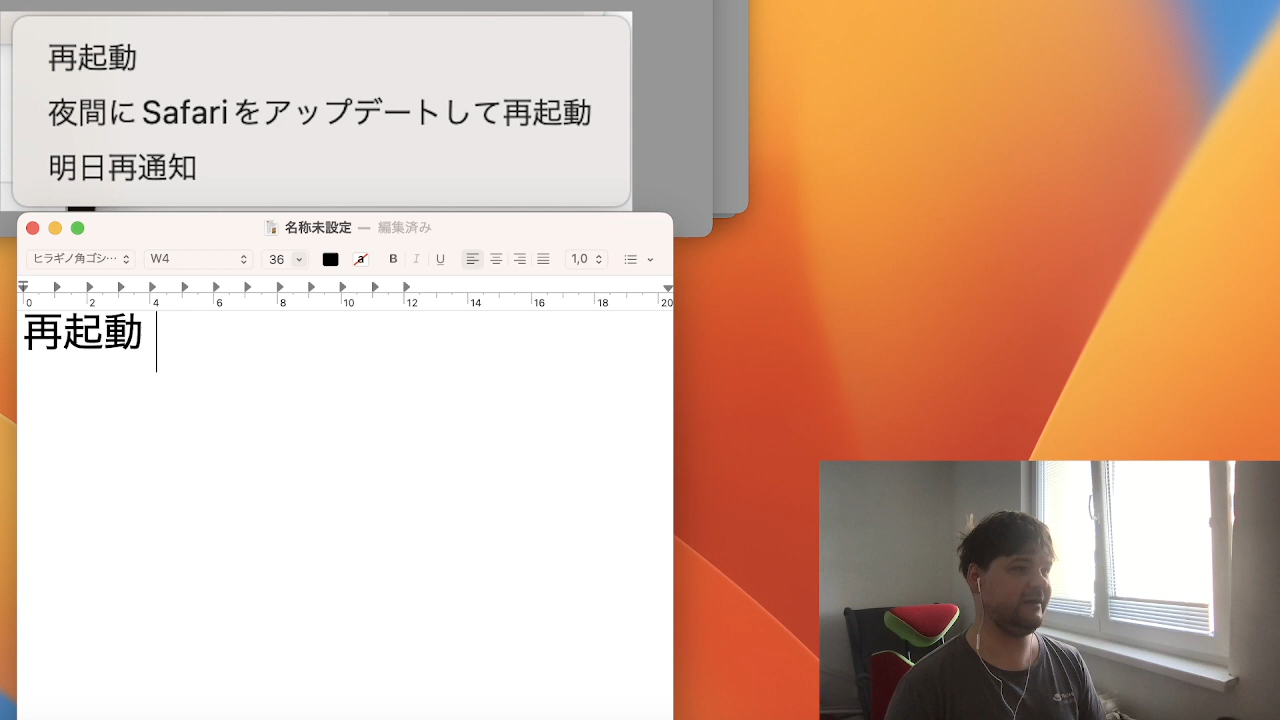 再起動
夜間にSafariをアップデートして再起動
明日再通知
名称未設定 — 編集済み
ヒラギノ角ゴシ… W4 36 a B I U 1,0
0 2 4 6 8 10 12 14 16 18 20
再起動